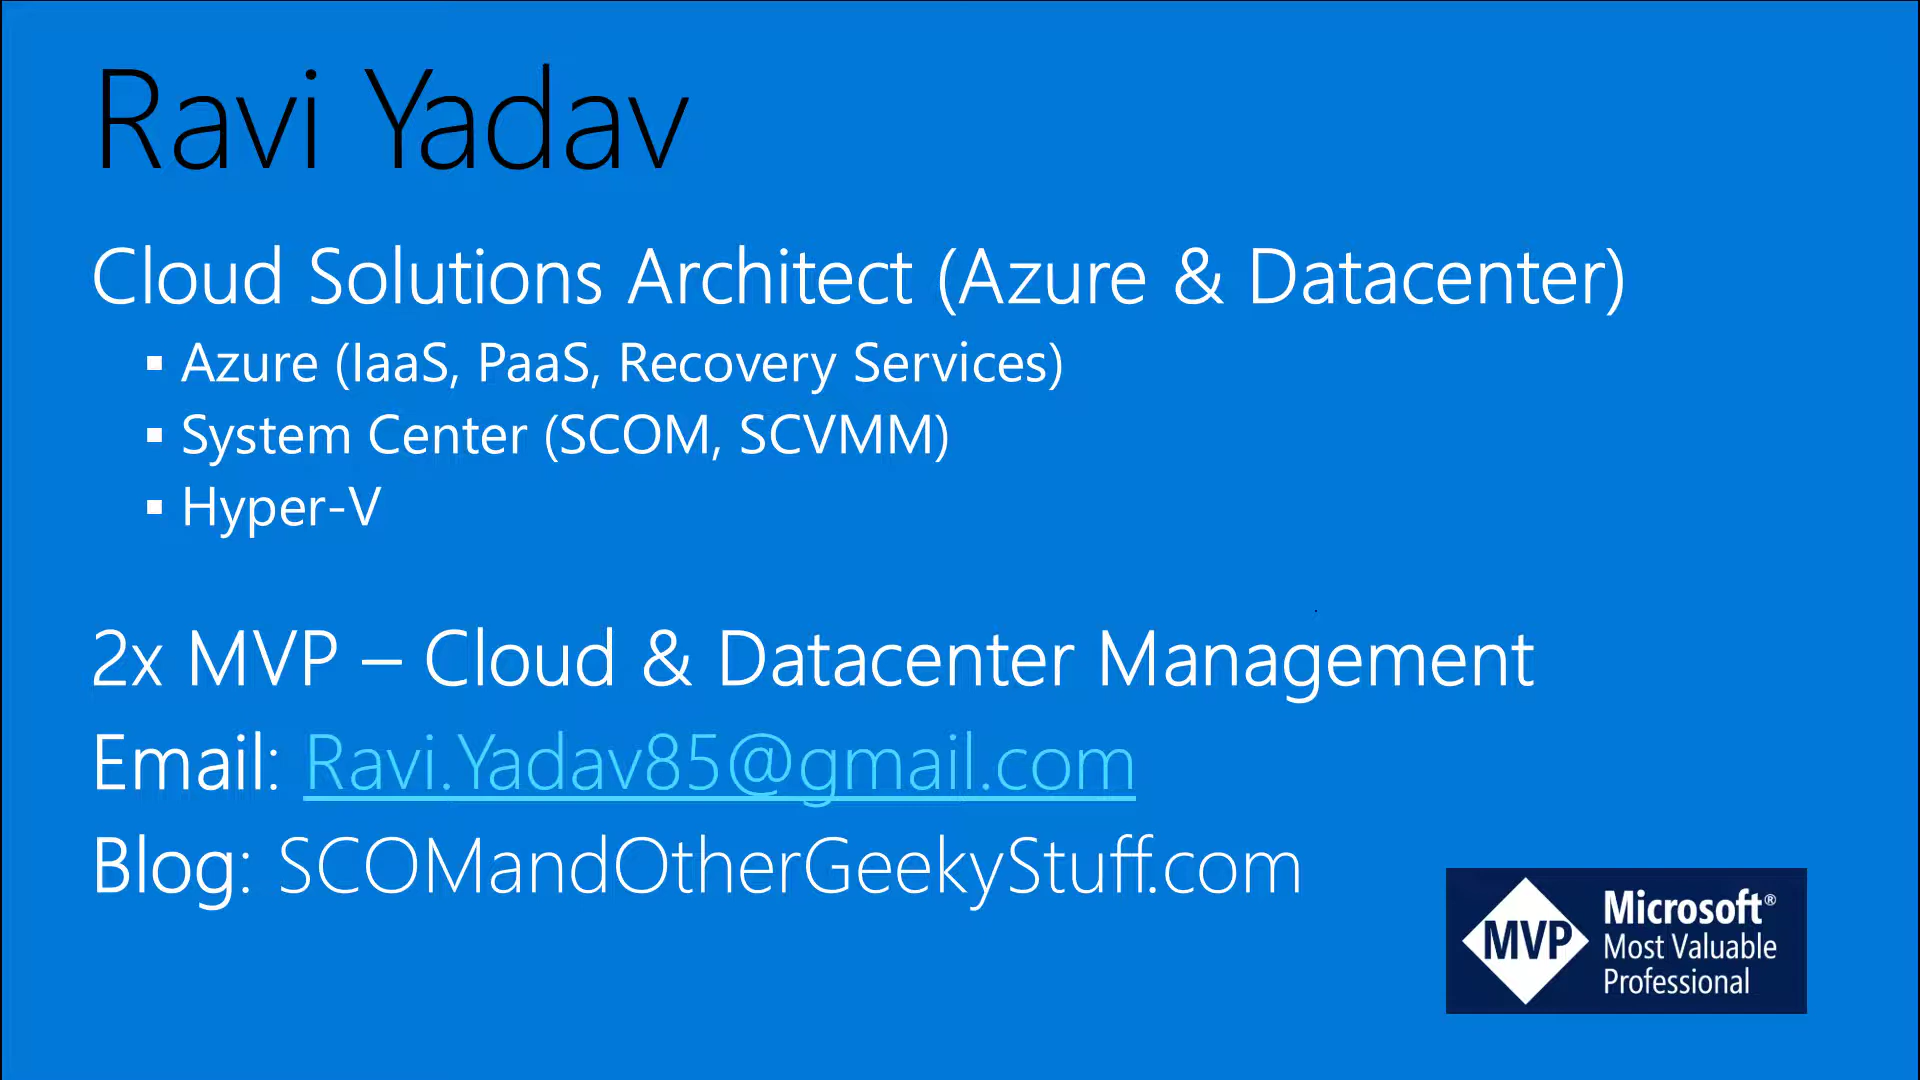 Ravi Yadav
Cloud Solutions Architect (Azure & Datacenter)
▪ Azure (IaaS, PaaS, Recovery Services)
▪ System Center (SCOM, SCVMM)
▪ Hyper-V
2x MVP – Cloud & Datacenter Management
Email: Ravi.Yadav85@gmail.com
Blog: SCOMandOtherGeekyStuff.com
MVP
Microsoft®
Most Valuable
Professional